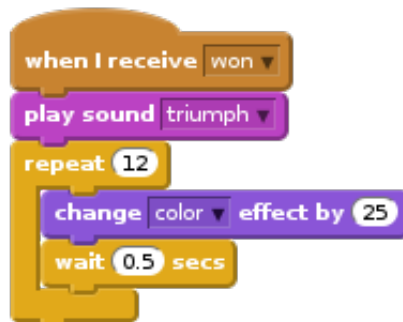 when I receive won
play sound triumph
repeat 12
change color effect by 25
wait 0.5 secs